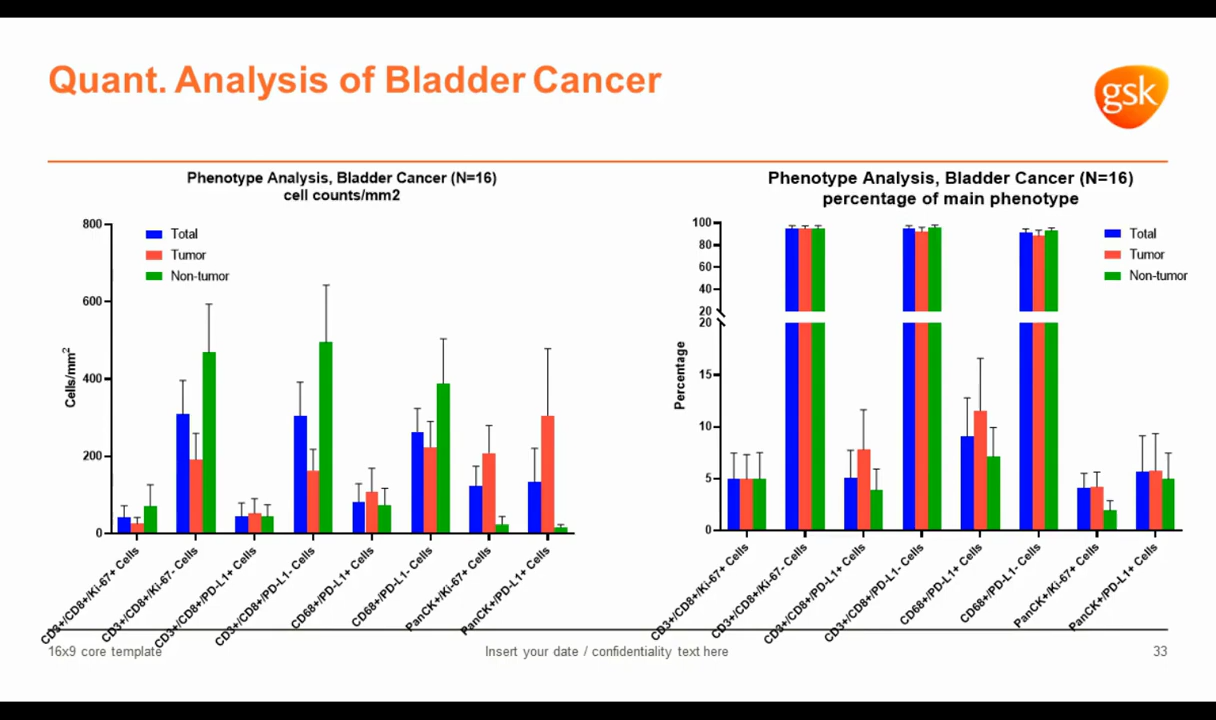 Quant. Analysis of Bladder Cancer
gsk
Phenotype Analysis, Bladder Cancer (N=16)
cell counts/mm2
800
600
400
200
0
Cells/mm²
Total
Tumor
Non-tumor
CD3+/CD8+/Ki-67+ Cells
CD3+/CD8+/Ki-67- Cells
CD3+/CD8+/PD-L1+ Cells
CD3+/CD8+/PD-L1- Cells
CD68+/PD-L1+ Cells
CD68+/PD-L1- Cells
PanCK+/Ki-67+ Cells
PanCK+/PD-L1+ Cells
Phenotype Analysis, Bladder Cancer (N=16)
percentage of main phenotype
100
80
60
40
20
20
15
10
5
0
Percentage
Total
Tumor
Non-tumor
CD3+/CD8+/Ki-67+ Cells
CD3+/CD8+/Ki-67- Cells
CD3+/CD8+/PD-L1+ Cells
CD3+/CD8+/PD-L1- Cells
CD68+/PD-L1+ Cells
CD68+/PD-L1- Cells
PanCK+/Ki-67+ Cells
PanCK+/PD-L1+ Cells
16x9 core template
Insert your date / confidentiality text here
33